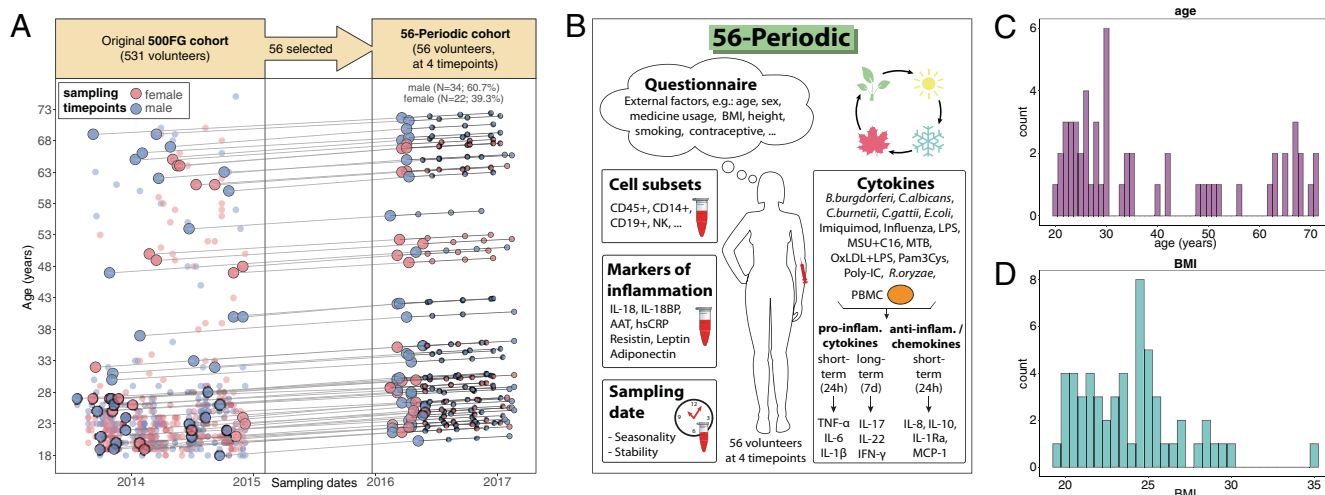 A
Original 500FG cohort
(531 volunteers)
56 selected
56-Periodic cohort
(56 volunteers,
at 4 timepoints)
sampling
timepoints
female
male
male (N=34; 60.7%)
female (N=22; 39.3%)
Age (years)
73
68
63
58
53
48
43
38
33
28
23
18
2014
2015
2016
2017
Sampling dates
B
56-Periodic
Questionnaire
External factors, e.g.: age, sex,
medicine usage, BMI, height,
smoking, contraceptive, ...
Cell subsets
CD45+, CD14+,
CD19+, NK, ...
Markers of
inflammation
IL-18, IL-18BP,
AAT, hsCRP
Resistin, Leptin
Adiponectin
Sampling
date
12
3
6
9
- Seasonality
- Stability
56 volunteers
at 4 timepoints
Cytokines
B.burgdorferi, C.albicans,
C.burnetii, C.gattii, E.coli,
Imiquimod, Influenza, LPS,
MSU+C16, MTB,
OxLDL+LPS, Pam3Cys,
Poly-IC, R.oryzae,
PBMC
pro-inflam.
cytokines
short-
term
(24h)
long-
term
(7d)
TNF-α
IL-6
IL-1β
IL-17
IL-22
IFN-γ
anti-inflam. /
chemokines
short-
term
(24h)
IL-8, IL-10,
IL-1Ra,
MCP-1
C
age
count
6
4
2
0
20
30
40
50
60
70
age (years)
D
BMI
count
8
6
4
2
0
20
25
30
35
BMI